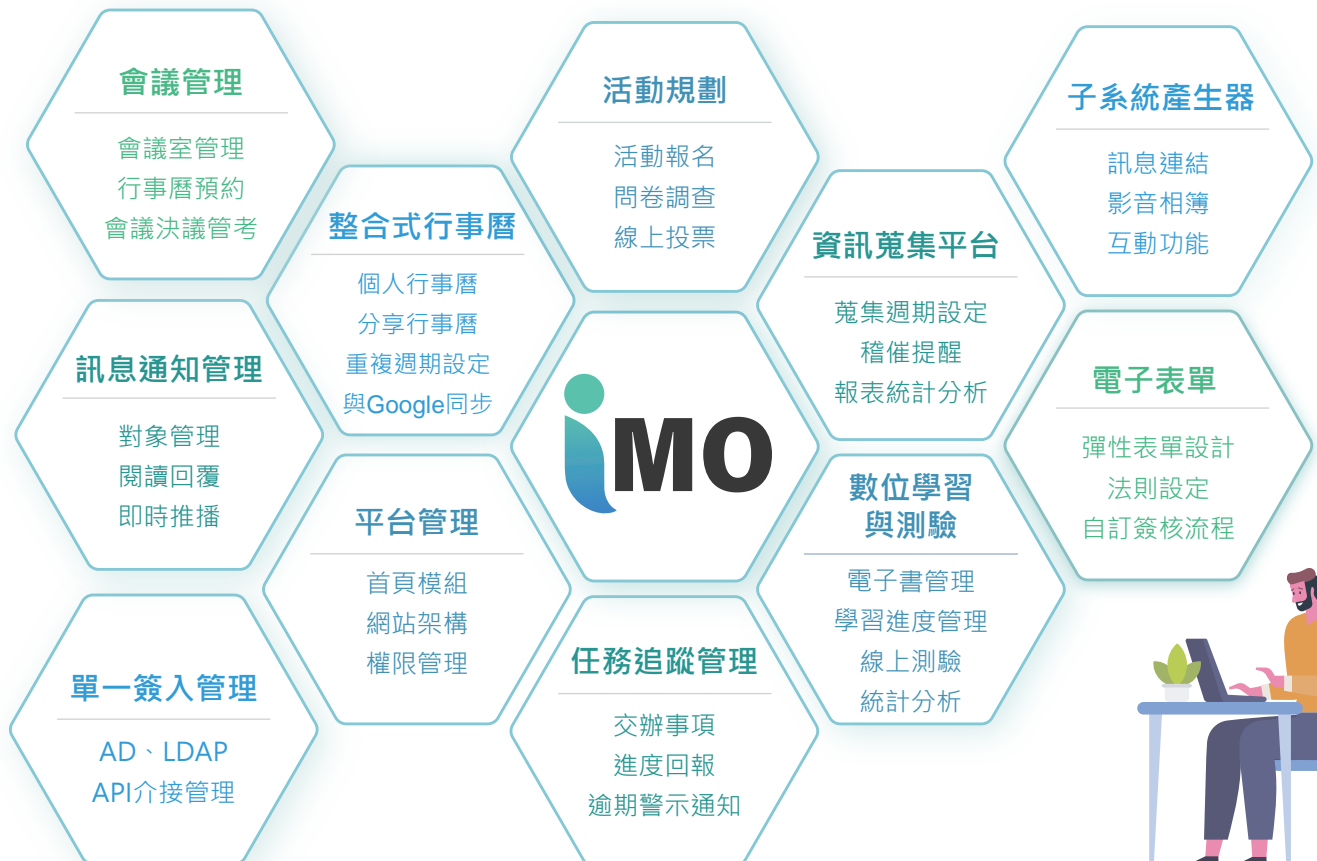 會議管理
會議室管理
行事曆預約
會議決議管考
活動規劃
活動報名
問卷調查
線上投票
子系統產生器
訊息連結
影音相簿
互動功能
整合式行事曆
個人行事曆
分享行事曆
重複週期設定
與Google同步
資訊蒐集平台
蒐集週期設定
稽催提醒
報表統計分析
訊息通知管理
對象管理
閱讀回覆
即時推播
iMO
電子表單
彈性表單設計
法則設定
自訂簽核流程
平台管理
首頁模組
網站架構
權限管理
數位學習
與測驗
電子書管理
學習進度管理
線上測驗
統計分析
單一簽入管理
AD、LDAP
API介接管理
任務追蹤管理
交辦事項
進度回報
逾期警示通知